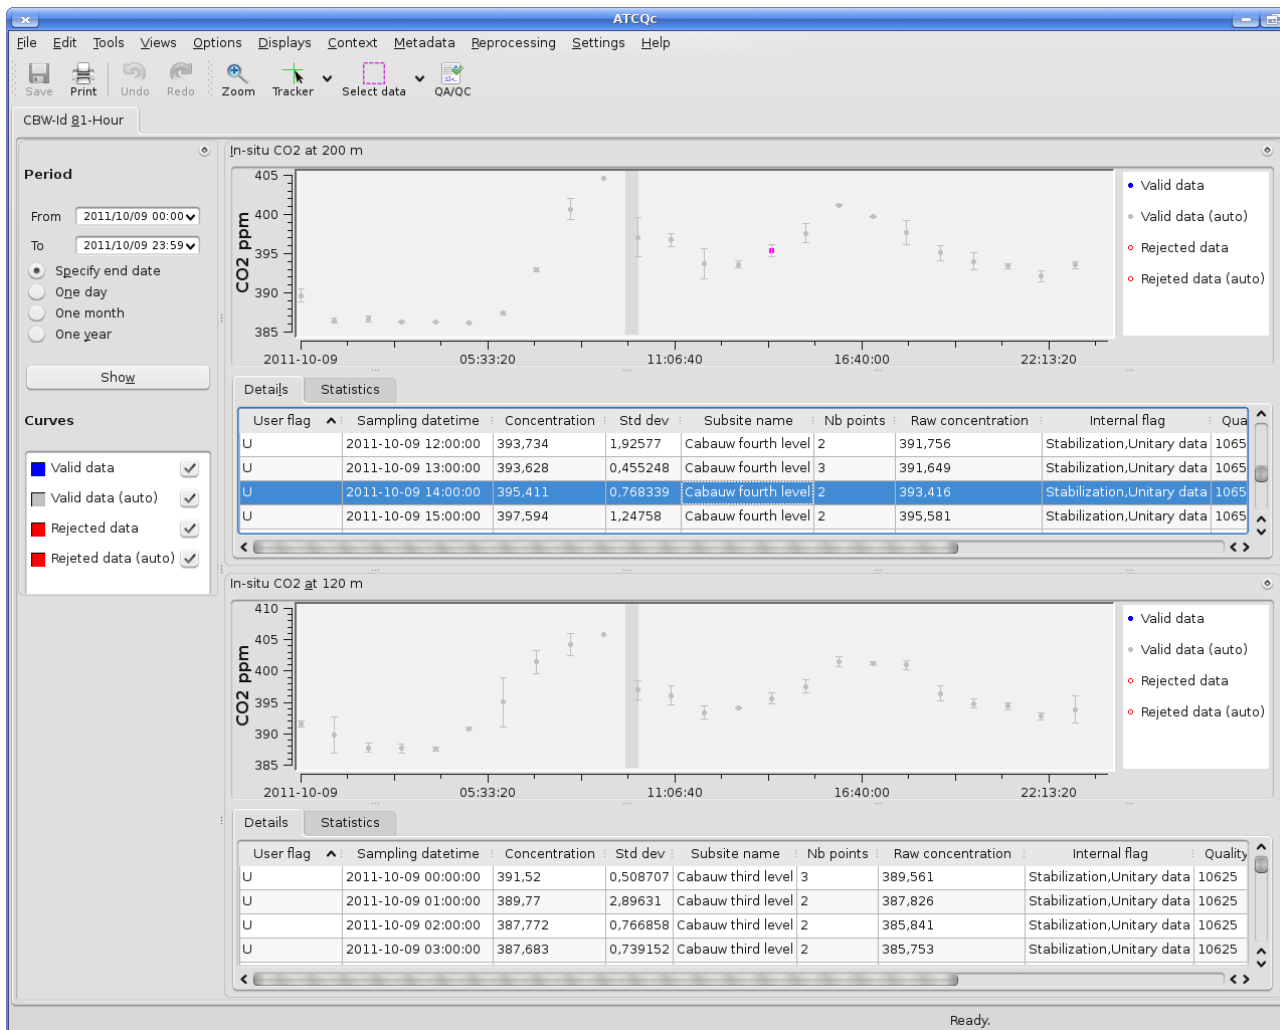 ATCQc
File Edit Tools Views Options Displays Context Metadata Reprocessing Settings Help
Save Print Undo Redo Zoom Tracker Select data QA/QC
CBW-Id 81-Hour
Period
From 2011/10/09 00:00
To 2011/10/09 23:59
Specify end date
One day
One month
One year
Show
Curves
Valid data
Valid data (auto)
Rejected data
Rejeted data (auto)
In-situ CO2 at 200 m
CO2 ppm
405
400
395
390
385
2011-10-09 05:33:20 11:06:40 16:40:00 22:13:20
Valid data
Valid data (auto)
Rejected data
Rejeted data (auto)
Details Statistics
User flag Sampling datetime Concentration Std dev Subsite name Nb points Raw concentration Internal flag Qua
U 2011-10-09 12:00:00 393,734 1,92577 Cabauw fourth level 2 391,756 Stabilization,Unitary data 1065
U 2011-10-09 13:00:00 393,628 0,455248 Cabauw fourth level 3 391,649 Stabilization,Unitary data 1065
U 2011-10-09 14:00:00 395,411 0,768339 Cabauw fourth level 2 393,416 Stabilization,Unitary data 1065
U 2011-10-09 15:00:00 397,594 1,24758 Cabauw fourth level 2 395,581 Stabilization,Unitary data 1065
In-situ CO2 at 120 m
CO2 ppm
410
405
400
395
390
385
2011-10-09 05:33:20 11:06:40 16:40:00 22:13:20
Valid data
Valid data (auto)
Rejected data
Rejeted data (auto)
Details Statistics
User flag Sampling datetime Concentration Std dev Subsite name Nb points Raw concentration Internal flag Quality
U 2011-10-09 00:00:00 391,52 0,508707 Cabauw third level 3 389,561 Stabilization,Unitary data 10625
U 2011-10-09 01:00:00 389,77 2,89631 Cabauw third level 2 387,826 Stabilization,Unitary data 10625
U 2011-10-09 02:00:00 387,772 0,766858 Cabauw third level 2 385,841 Stabilization,Unitary data 10625
U 2011-10-09 03:00:00 387,683 0,739152 Cabauw third level 2 385,753 Stabilization,Unitary data 10625
Ready.